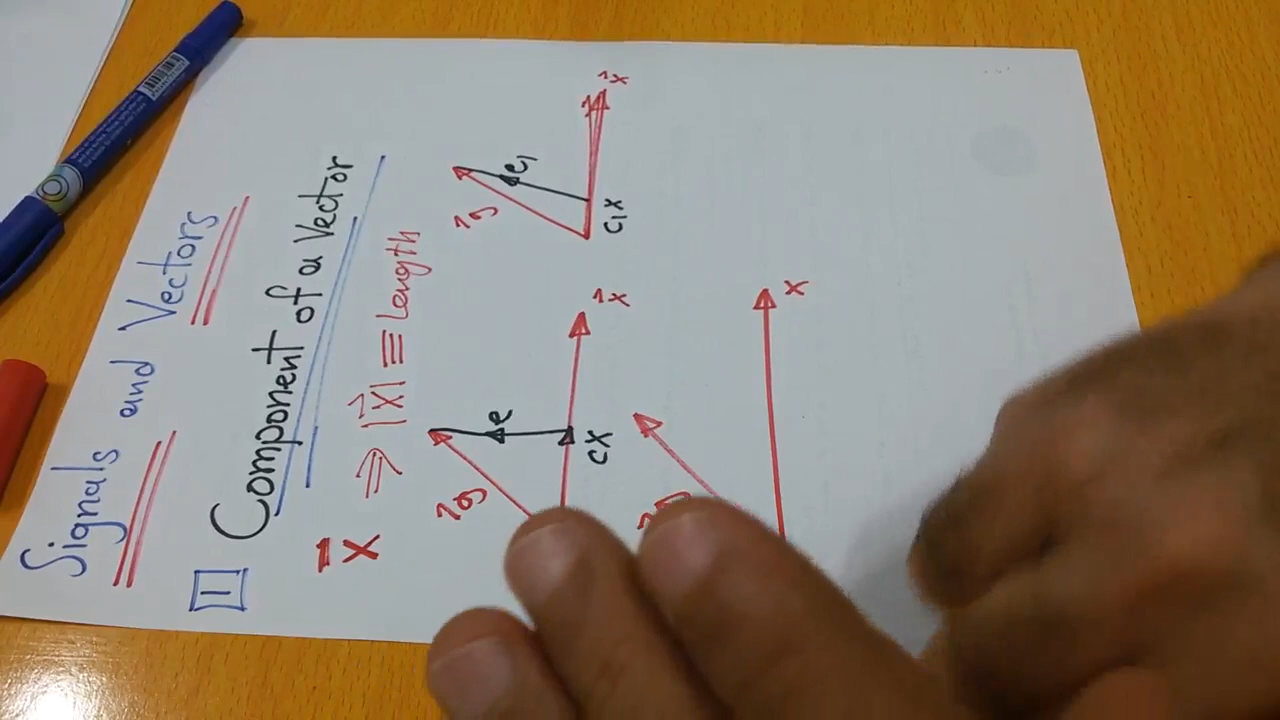 Signals and Vectors
1 Component of a Vector
x̄ ⇒ |x⃗| ≡ Length
g⃗ e x⃗ cx
g⃗ e₁ x⃗ c₁x
x